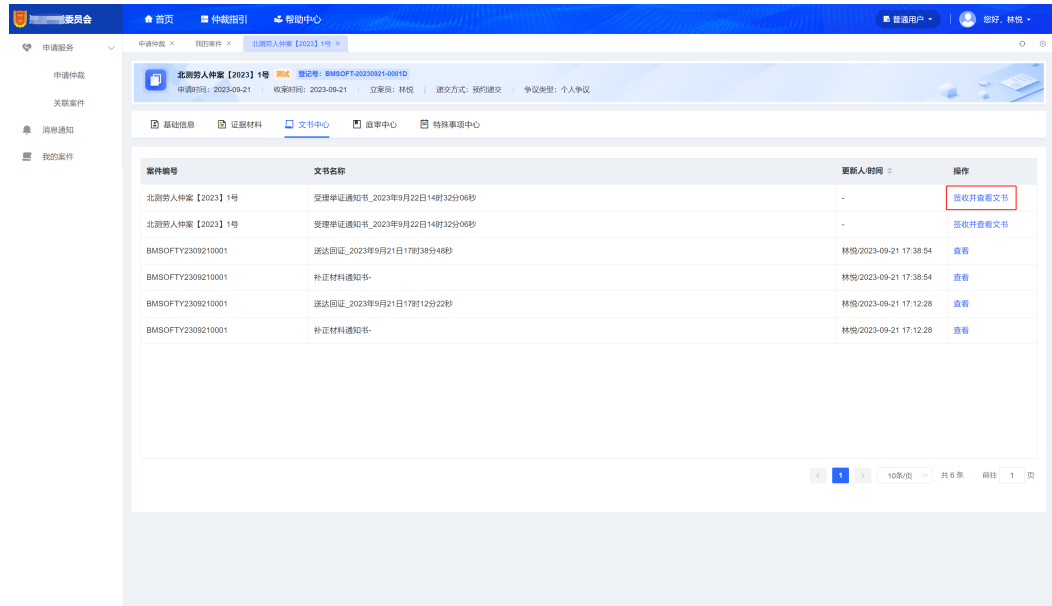 委员会
首页 仲裁指引 帮助中心 普通用户 您好，林悦
申请服务
申请仲裁
关联案件
消息通知
我的案件
申请仲裁 × 我的案件 × 北测劳人仲案【2023】1号 ×
北测劳人仲案【2023】1号 测试 登记号：BMSOFT-20230921-0001D
申请时间：2023-09-21 收案时间：2023-09-21 立案员：林悦 递交方式：预约递交 争议类型：个人争议
基础信息 证据材料 文书中心 庭审中心 特殊事项中心
案件编号 文书名称 更新人/时间 操作
北测劳人仲案【2023】1号 受理举证通知书_2023年9月22日14时32分06秒 - 签收并查看文书
北测劳人仲案【2023】1号 受理举证通知书_2023年9月22日14时32分06秒 - 签收并查看文书
BMSOFTY2309210001 送达回证_2023年9月21日17时38分48秒 林悦/2023-09-21 17:38:54 查看
BMSOFTY2309210001 补正材料通知书- 林悦/2023-09-21 17:38:54 查看
BMSOFTY2309210001 送达回证_2023年9月21日17时12分22秒 林悦/2023-09-21 17:12:28 查看
BMSOFTY2309210001 补正材料通知书- 林悦/2023-09-21 17:12:28 查看
< 1 > 10条/页 共 6 条 前往 1 页